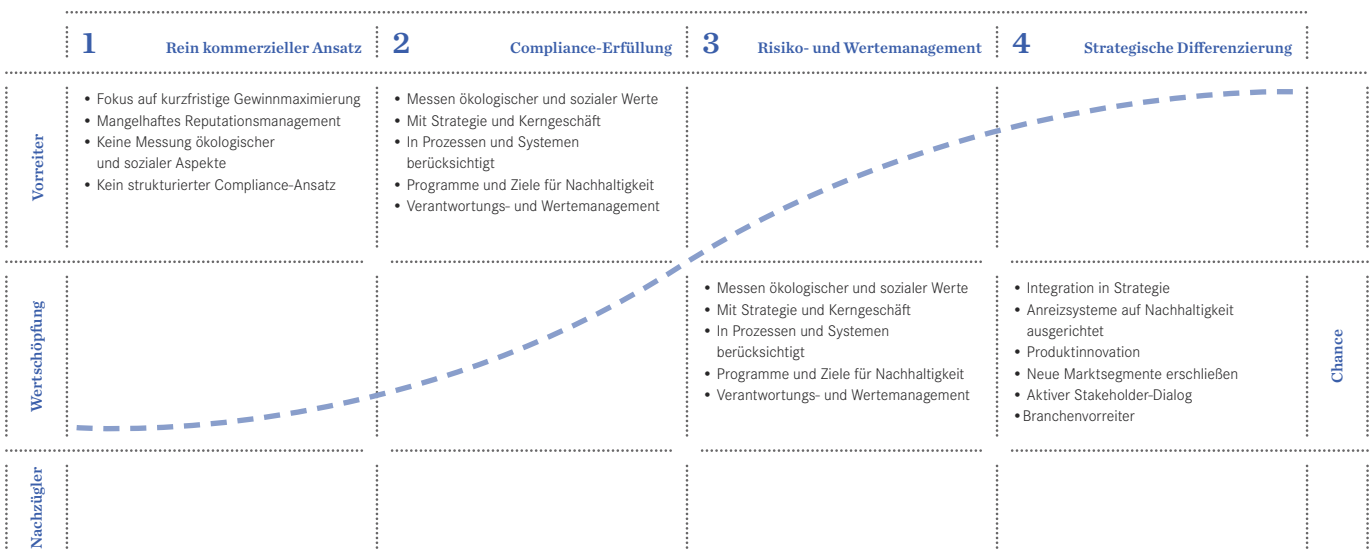 1 Rein kommerzieller Ansatz
2 Compliance-Erfüllung
3 Risiko- und Wertemanagement
4 Strategische Differenzierung
Vorreiter
• Fokus auf kurzfristige Gewinnmaximierung
• Mangelhaftes Reputationsmanagement
• Keine Messung ökologischer
und sozialer Aspekte
• Kein strukturierter Compliance-Ansatz
• Messen ökologischer und sozialer Werte
• Mit Strategie und Kerngeschäft
• In Prozessen und Systemen
berücksichtigt
• Programme und Ziele für Nachhaltigkeit
• Verantwortungs- und Wertemanagement
Wertschöpfung
• Messen ökologischer und sozialer Werte
• Mit Strategie und Kerngeschäft
• In Prozessen und Systemen
berücksichtigt
• Programme und Ziele für Nachhaltigkeit
• Verantwortungs- und Wertemanagement
• Integration in Strategie
• Anreizsysteme auf Nachhaltigkeit
ausgerichtet
• Produktinnovation
• Neue Marktsegmente erschließen
• Aktiver Stakeholder-Dialog
• Branchenvorreiter
Chance
Nachzügler